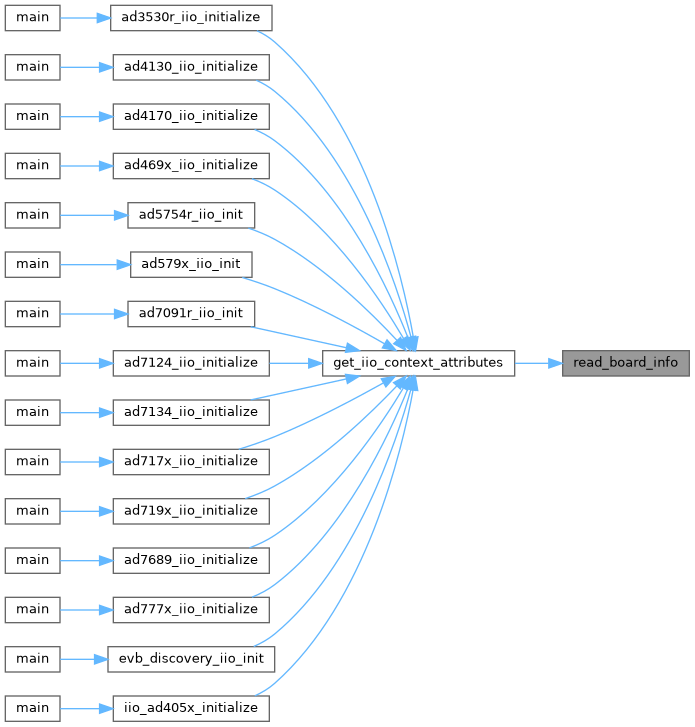 main
ad3530r_iio_initialize
main
ad4130_iio_initialize
main
ad4170_iio_initialize
main
ad469x_iio_initialize
main
ad5754r_iio_init
main
ad579x_iio_init
main
ad7091r_iio_init
main
ad7124_iio_initialize
get_iio_context_attributes
read_board_info
main
ad7134_iio_initialize
main
ad717x_iio_initialize
main
ad719x_iio_initialize
main
ad7689_iio_initialize
main
ad777x_iio_initialize
main
evb_discovery_iio_init
main
iio_ad405x_initialize